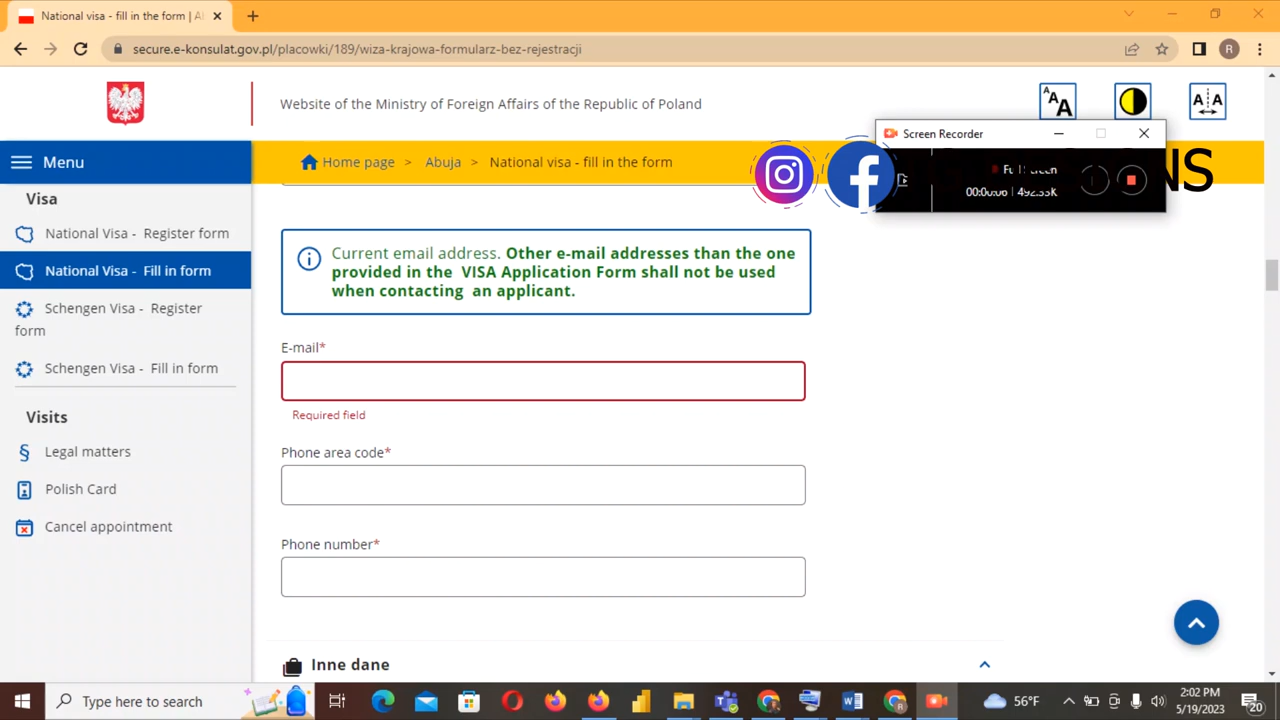 National visa - fill in the form | Al
secure.e-konsulat.gov.pl/placowki/189/wiza-krajowa-formularz-bez-rejestracji
R
Website of the Ministry of Foreign Affairs of the Republic of Poland
A A A
A A
Screen Recorder
Menu
Home page > Abuja > National visa - fill in the form
NS
Visa
National Visa - Register form
National Visa - Fill in form
Schengen Visa - Register
form
Schengen Visa - Fill in form
Visits
Legal matters
Polish Card
Cancel appointment
Current email address. Other e-mail addresses than the one
provided in the VISA Application Form shall not be used
when contacting an applicant.
E-mail*
Required field
Phone area code*
Phone number*
Inne dane
Type here to search
56°F
2:02 PM
5/19/2023
20